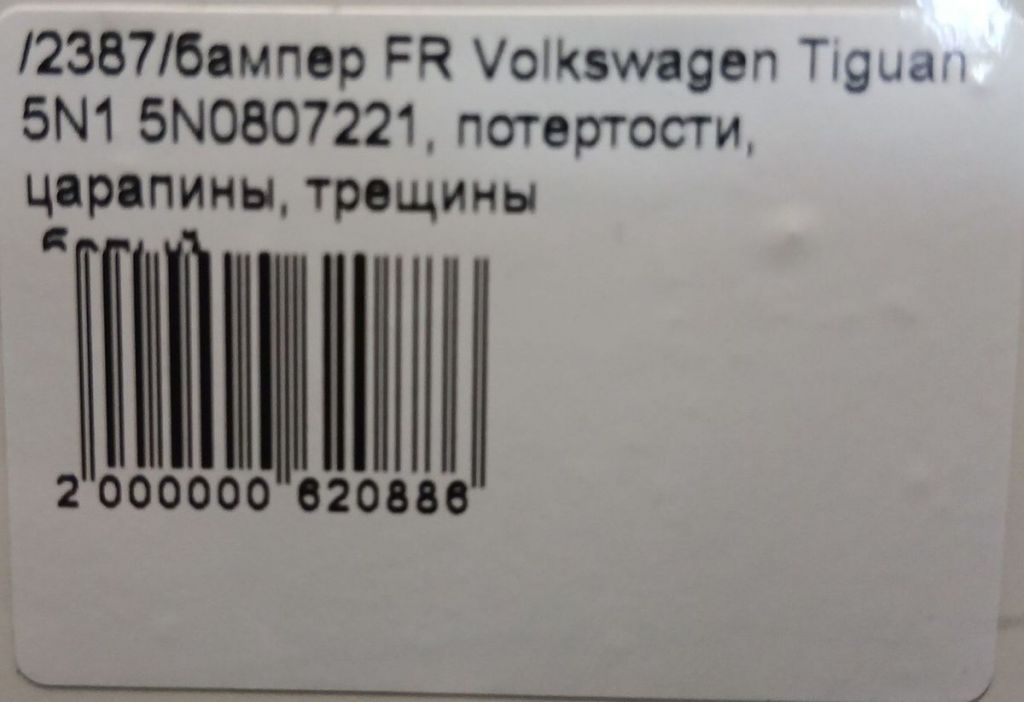 /2387/бампер FR Volkswagen Tiguan
5N1 5N0807221, потертости,
царапины, трещины
2 000000 620886